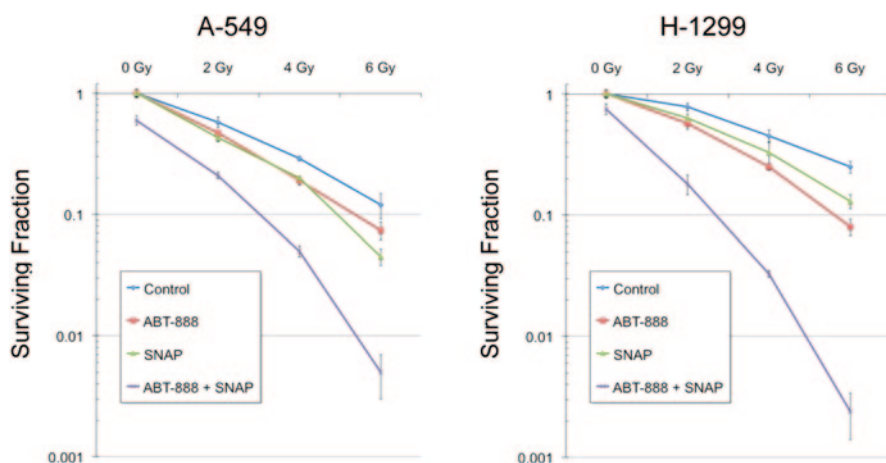 A-549
0 Gy 2 Gy 4 Gy 6 Gy
1
0.1
0.01
0.001
Surviving Fraction
Control
ABT-888
SNAP
ABT-888 + SNAP
H-1299
0 Gy 2 Gy 4 Gy 6 Gy
1
0.1
0.01
0.001
Surviving Fraction
Control
ABT-888
SNAP
ABT-888 + SNAP